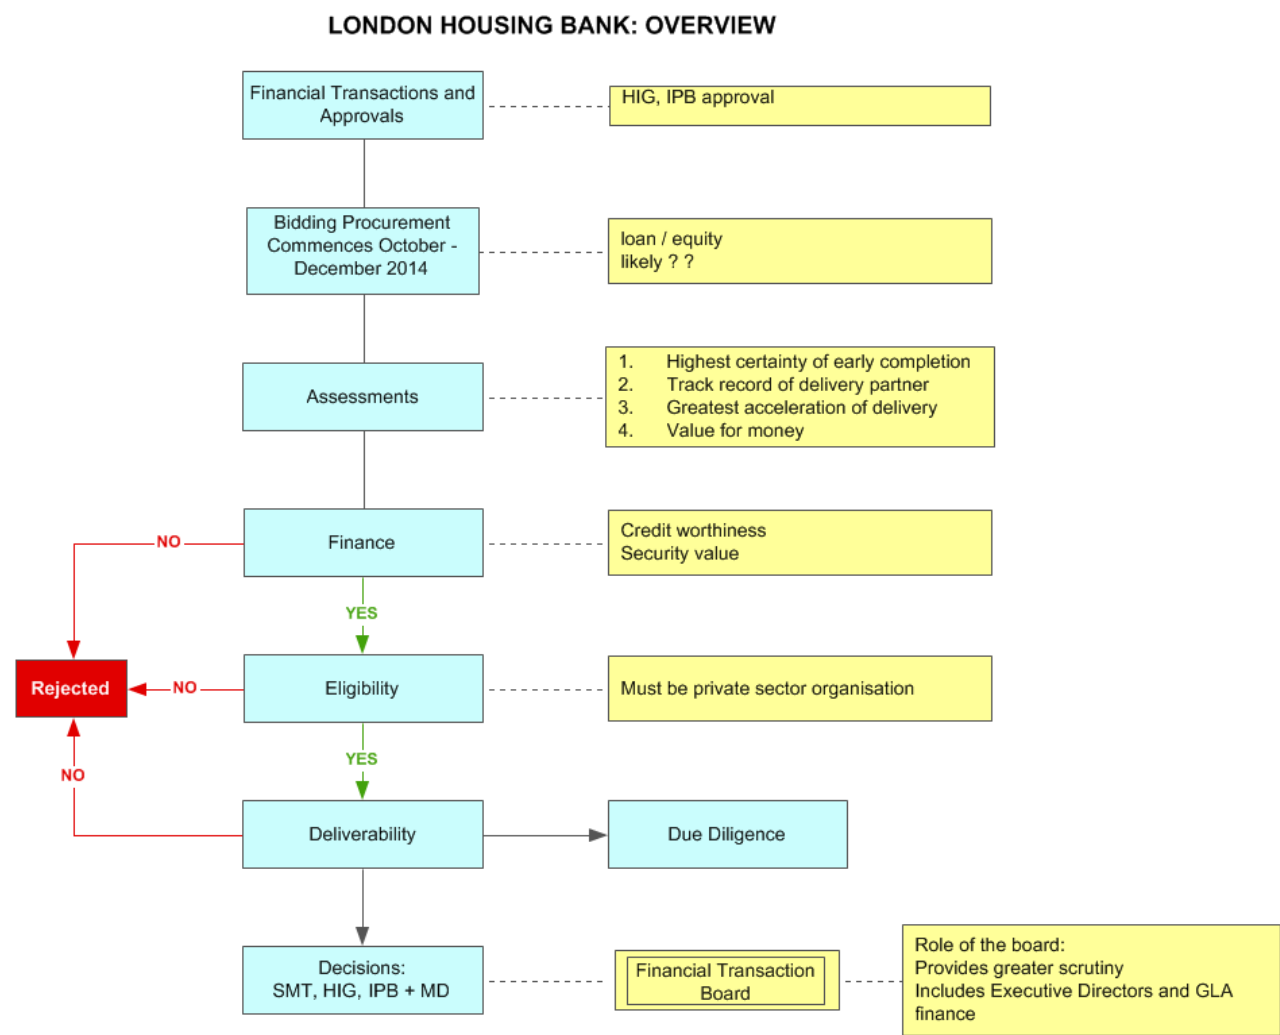 LONDON HOUSING BANK: OVERVIEW
Financial Transactions and
Approvals
HIG, IPB approval
Bidding Procurement
Commences October -
December 2014
loan / equity
likely ? ?
Assessments
1. Highest certainty of early completion
2. Track record of delivery partner
3. Greatest acceleration of delivery
4. Value for money
Finance
Credit worthiness
Security value
NO
YES
Rejected
NO
Eligibility
Must be private sector organisation
YES
NO
Deliverability
Due Diligence
Decisions:
SMT, HIG, IPB + MD
Financial Transaction
Board
Role of the board:
Provides greater scrutiny
Includes Executive Directors and GLA
finance